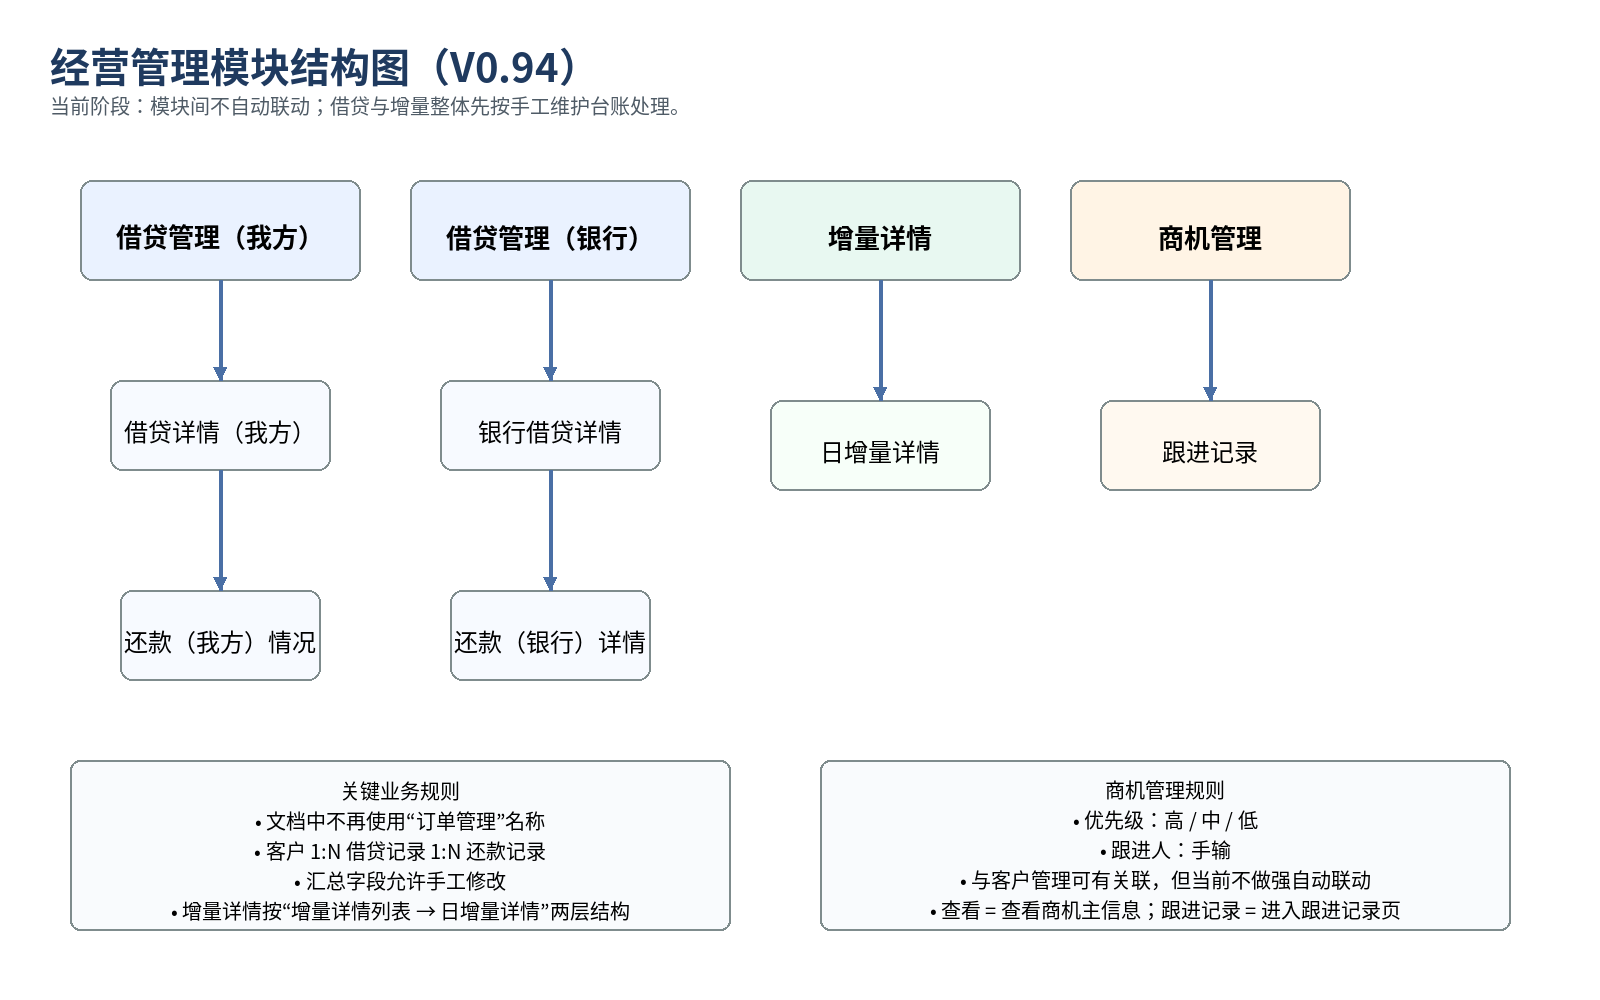 经营管理模块结构图（V0.94）
当前阶段：模块间不自动联动；借贷与增量整体先按手工维护台账处理。
借贷管理（我方）
借贷管理（银行）
增量详情
商机管理
借贷详情（我方）
银行借贷详情
日增量详情
跟进记录
还款（我方）情况
还款（银行）详情
关键业务规则
• 文档中不再使用“订单管理”名称
• 客户 1:N 借贷记录 1:N 还款记录
• 汇总字段允许手工修改
• 增量详情按“增量详情列表 → 日增量详情”两层结构
商机管理规则
• 优先级：高 / 中 / 低
• 跟进人：手输
• 与客户管理可有关联，但当前不做强自动联动
• 查看 = 查看商机主信息；跟进记录 = 进入跟进记录页